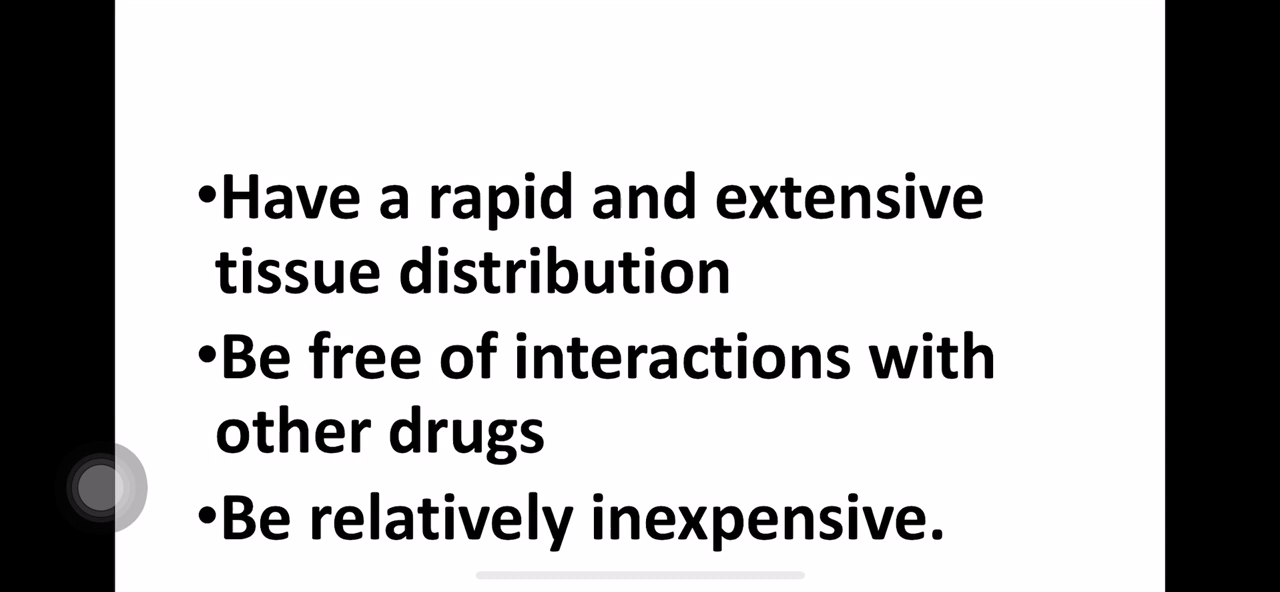 •Have a rapid and extensive
tissue distribution
•Be free of interactions with
other drugs
•Be relatively inexpensive.